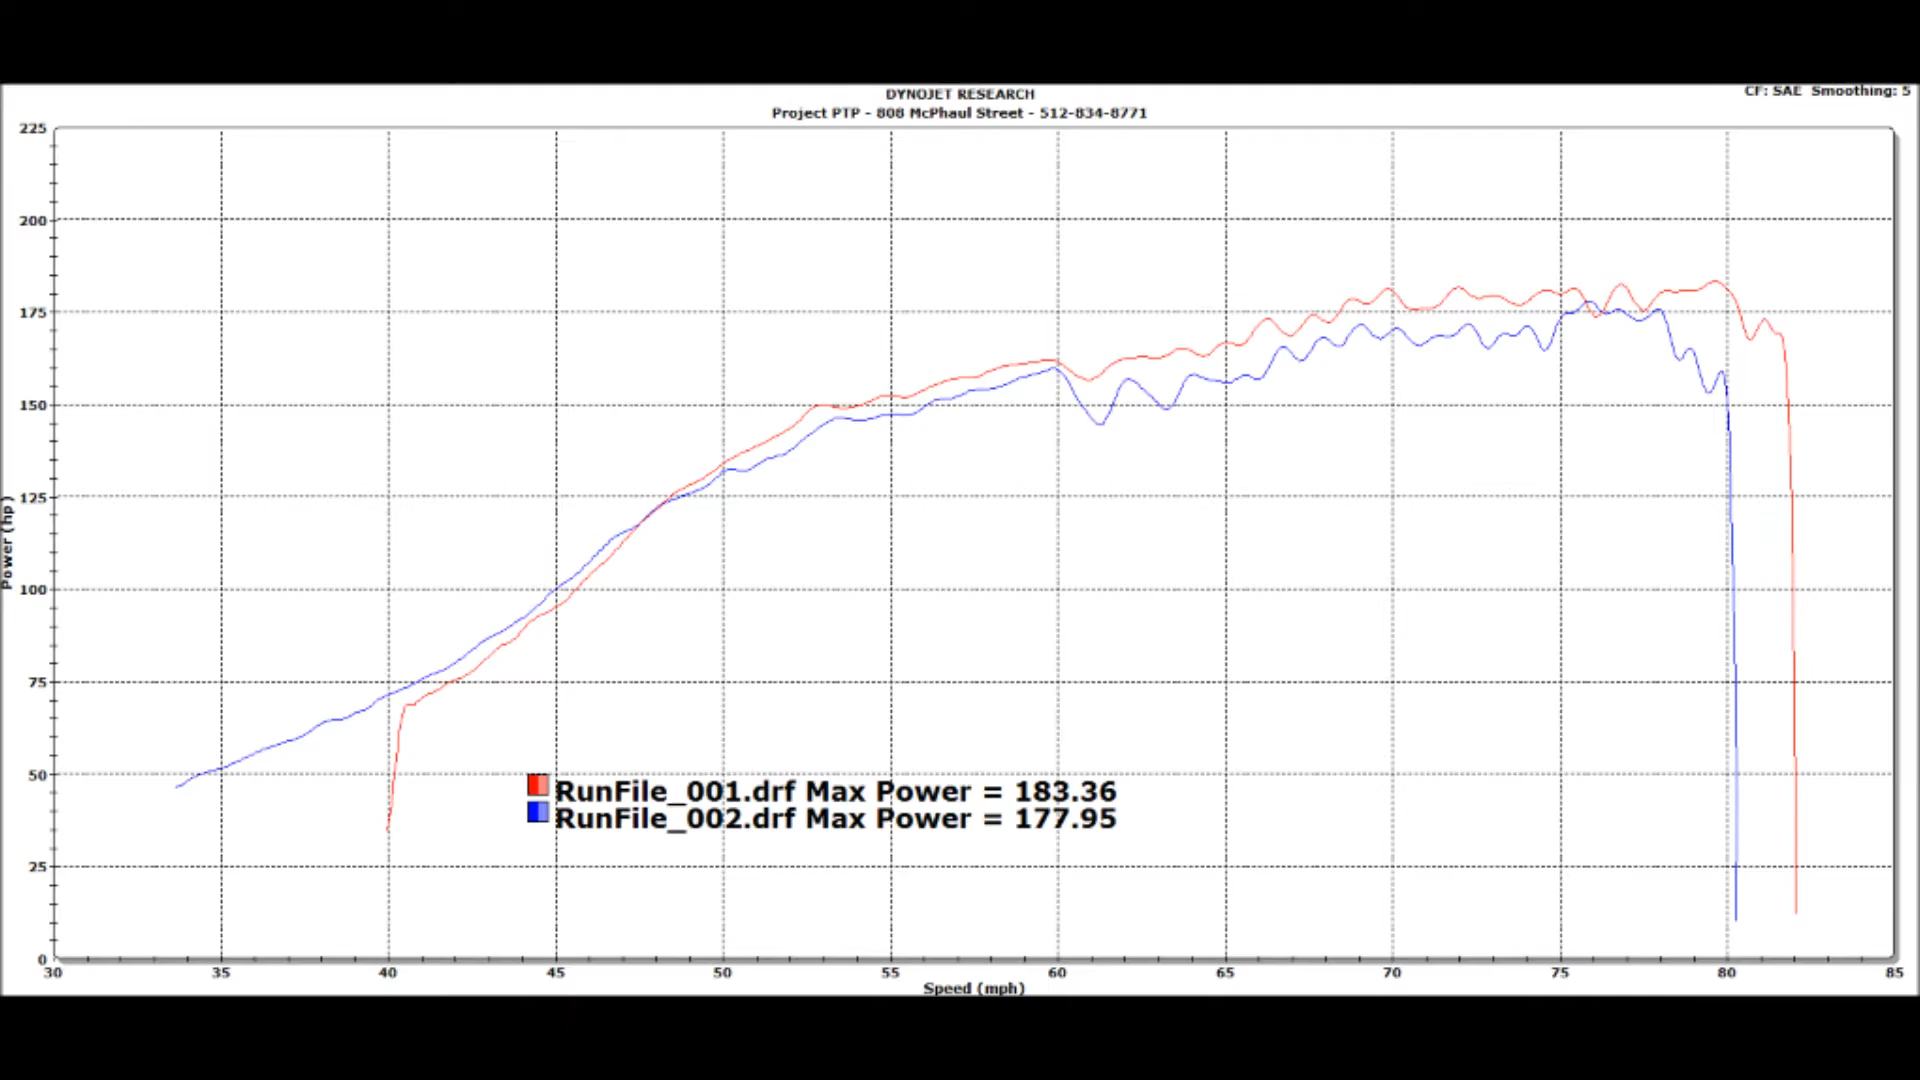 DYNOJET RESEARCH
CF: SAE Smoothing: 5
Project PTP - 808 McPhaul Street - 512-834-8771
225
200
175
150
125
100
75
50
25
0
Power (hp)
RunFile_001.drf Max Power = 183.36
RunFile_002.drf Max Power = 177.95
30 35 40 45 50 55 60 65 70 75 80 85
Speed (mph)